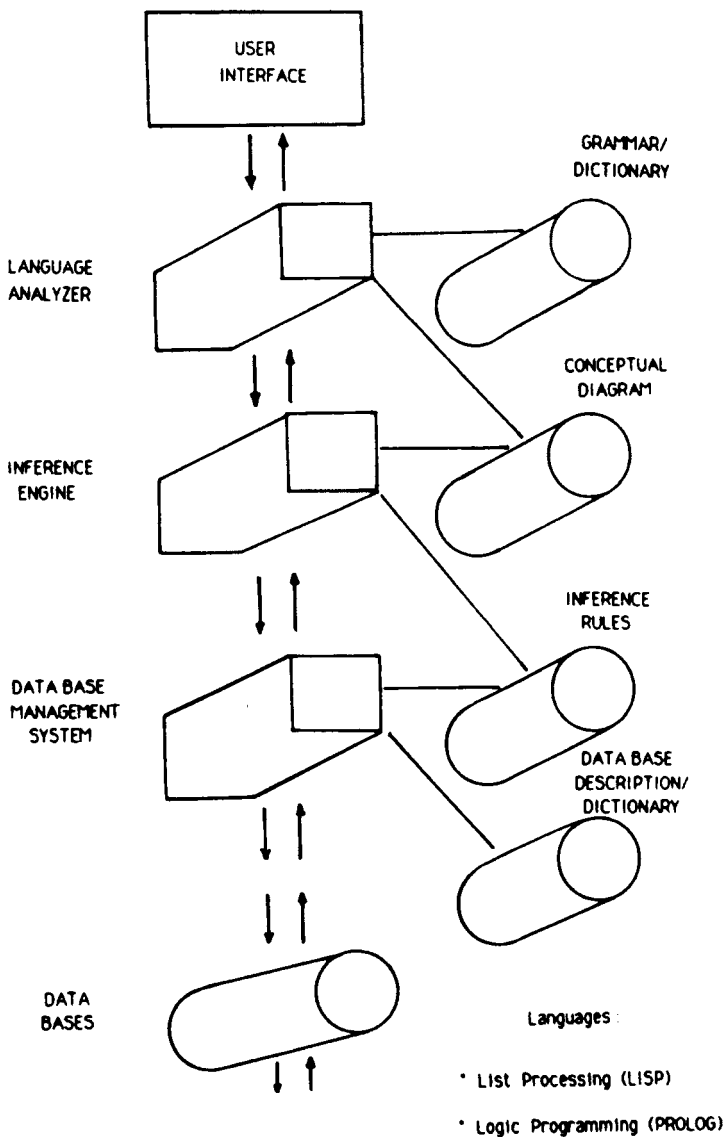 USER
INTERFACE
GRAMMAR/
DICTIONARY
LANGUAGE
ANALYZER
CONCEPTUAL
DIAGRAM
INFERENCE
ENGINE
INFERENCE
RULES
DATA BASE
MANAGEMENT
SYSTEM
DATA BASE
DESCRIPTION/
DICTIONARY
DATA
BASES
Languages :
* List Processing (LISP)
* Logic Programming (PROLOG)